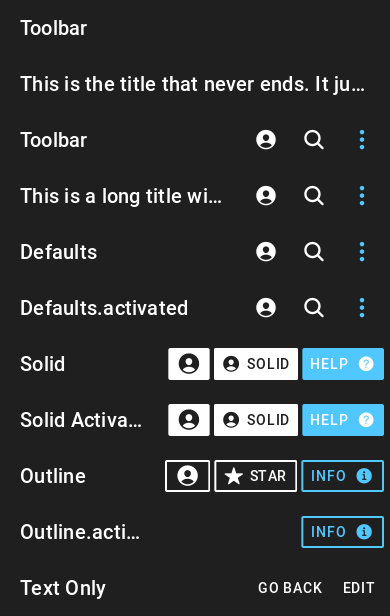 Toolbar
This is the title that never ends. It ju...
Toolbar
This is a long title wi...
Defaults
Defaults.activated
Solid SOLID HELP
Solid Activa... SOLID HELP
Outline STAR INFO
Outline.acti... INFO
Text Only GO BACK EDIT